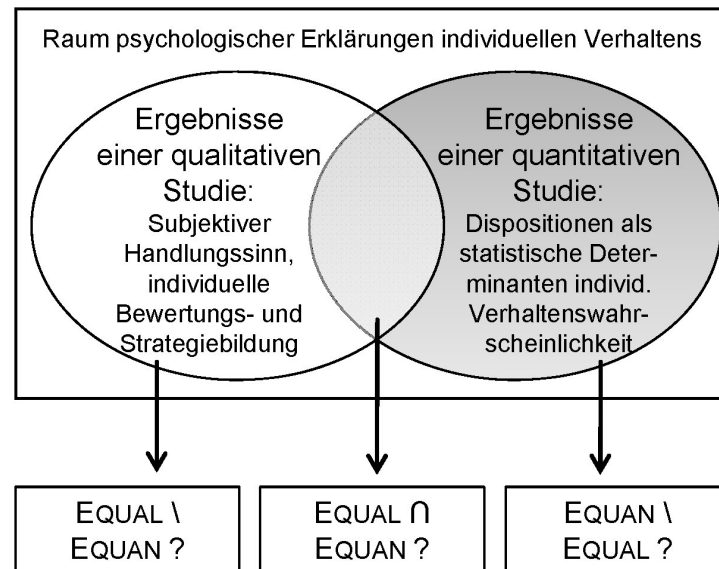 Raum psychologischer Erklärungen individuellen Verhaltens
Ergebnisse
einer qualitativen
Studie:
Subjektiver
Handlungssinn,
individuelle
Bewertungs- und
Strategiebildung
Ergebnisse
einer quantitativen
Studie:
Dispositionen als
statistische Deter-
minanten individ.
Verhaltenswahr-
scheinlichkeit
EQUAL \
EQUAN ?
EQUAL ∩
EQUAN ?
EQUAN \
EQUAL ?